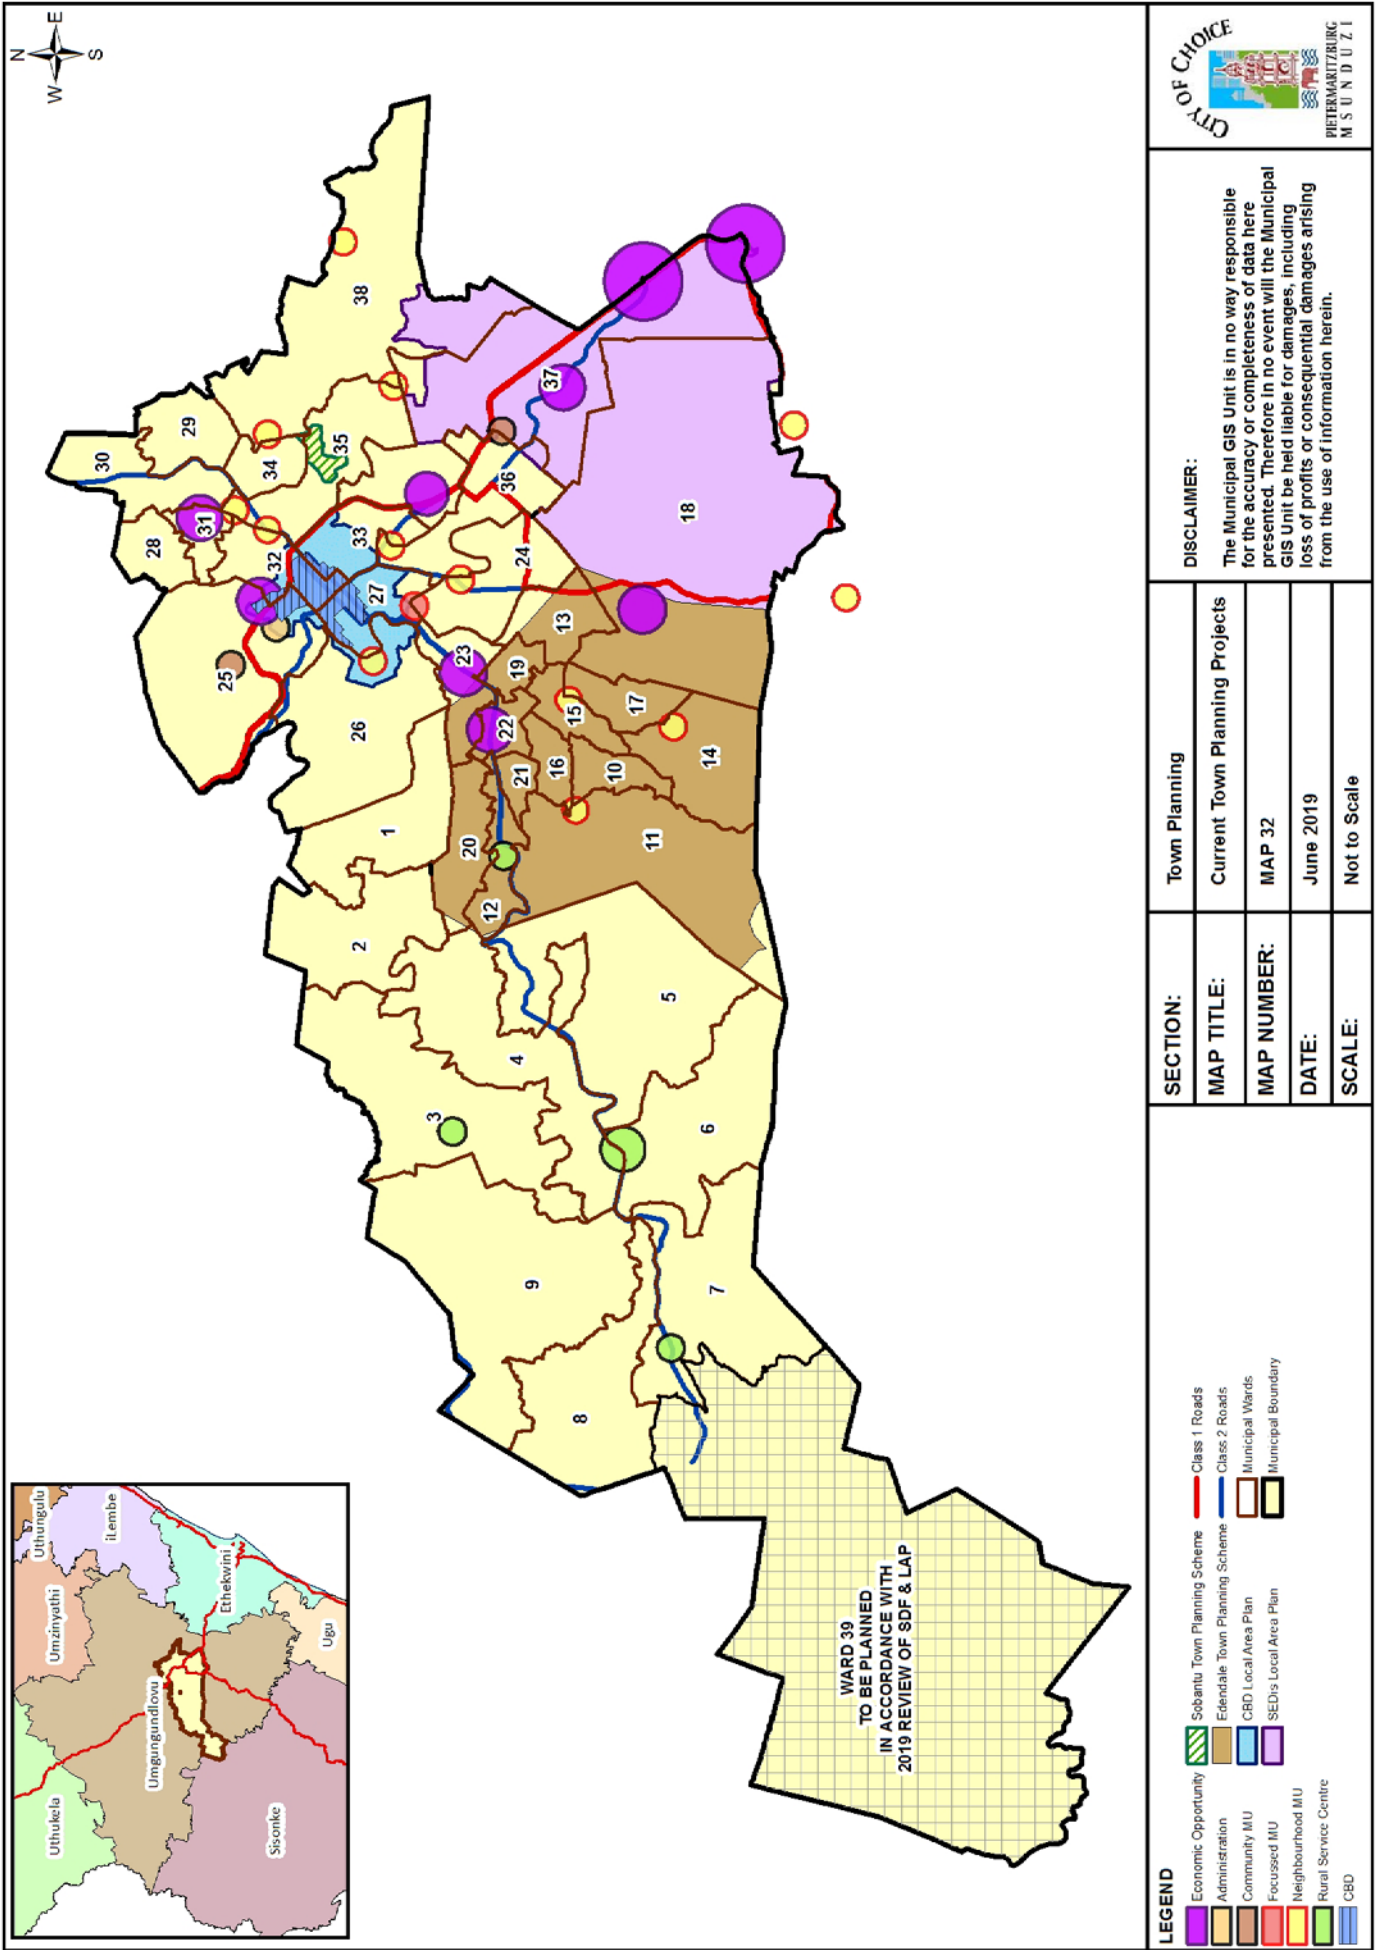 N
W
E
S
Uthukela
Umzinyathi
Uthungulu
iLembe
Umgungundlovu
Ethekwini
Ugu
Sisonke
30
29
28
31
34
38
35
32
33
25
27
37
36
26
24
18
23
13
19
1
22
15
17
21
16
10
14
2
20
11
12
5
4
3
6
9
7
8
WARD 39
TO BE PLANNED
IN ACCORDANCE WITH
2019 REVIEW OF SDF & LAP
LEGEND
Economic Opportunity
Administration
Community MU
Focussed MU
Neighbourhood MU
Rural Service Centre
CBD
Sobantu Town Planning Scheme
Edendale Town Planning Scheme
CBD Local Area Plan
SEDis Local Area Plan
Class 1 Roads
Class 2 Roads
Municipal Wards
Municipal Boundary
SECTION: Town Planning
MAP TITLE: Current Town Planning Projects
MAP NUMBER: MAP 32
DATE: June 2019
SCALE: Not to Scale
DISCLAIMER:
The Municipal GIS Unit is in no way responsible
for the accuracy or completeness of data here
presented. Therefore in no event will the Municipal
GIS Unit be held liable for damages, including
loss of profits or consequential damages arising
from the use of information herein.
CITY OF CHOICE
PIETERMARITZBURG
MSUNDUZI